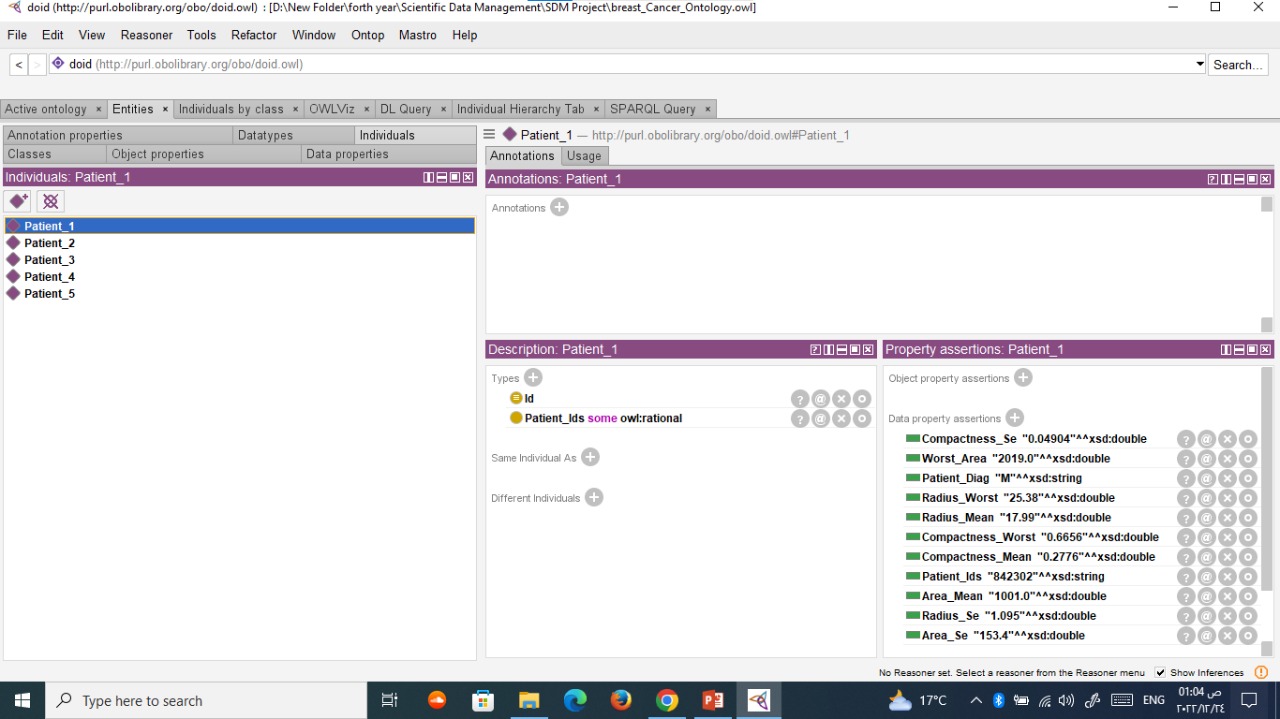 doid (http://purl.obolibrary.org/obo/doid.owl) : [D:\New Folder\forth year\Scientific Data Management\SDM Project\breast_Cancer_Ontology.owl]
File Edit View Reasoner Tools Refactor Window Ontop Mastro Help
< > doid (http://purl.obolibrary.org/obo/doid.owl) Search...
Active ontology × Entities × Individuals by class × OWLViz × DL Query × Individual Hierarchy Tab × SPARQL Query ×
Annotation properties Datatypes Individuals
Classes Object properties Data properties
Individuals: Patient_1
Patient_1
Patient_2
Patient_3
Patient_4
Patient_5
Patient_1 — http://purl.obolibrary.org/obo/doid.owl#Patient_1
Annotations Usage
Annotations: Patient_1
Annotations
Description: Patient_1
Types
Id
Patient_Ids some owl:rational
Same Individual As
Different Individuals
Property assertions: Patient_1
Object property assertions
Data property assertions
Compactness_Se "0.04904"^^xsd:double
Worst_Area "2019.0"^^xsd:double
Patient_Diag "M"^^xsd:string
Radius_Worst "25.38"^^xsd:double
Radius_Mean "17.99"^^xsd:double
Compactness_Worst "0.6656"^^xsd:double
Compactness_Mean "0.2776"^^xsd:double
Patient_Ids "842302"^^xsd:string
Area_Mean "1001.0"^^xsd:double
Radius_Se "1.095"^^xsd:double
Area_Se "153.4"^^xsd:double
No Reasoner set. Select a reasoner from the Reasoner menu Show Inferences
Type here to search
17°C
ENG
01:04 ص
٢٠٢٢/١٢/٢٤